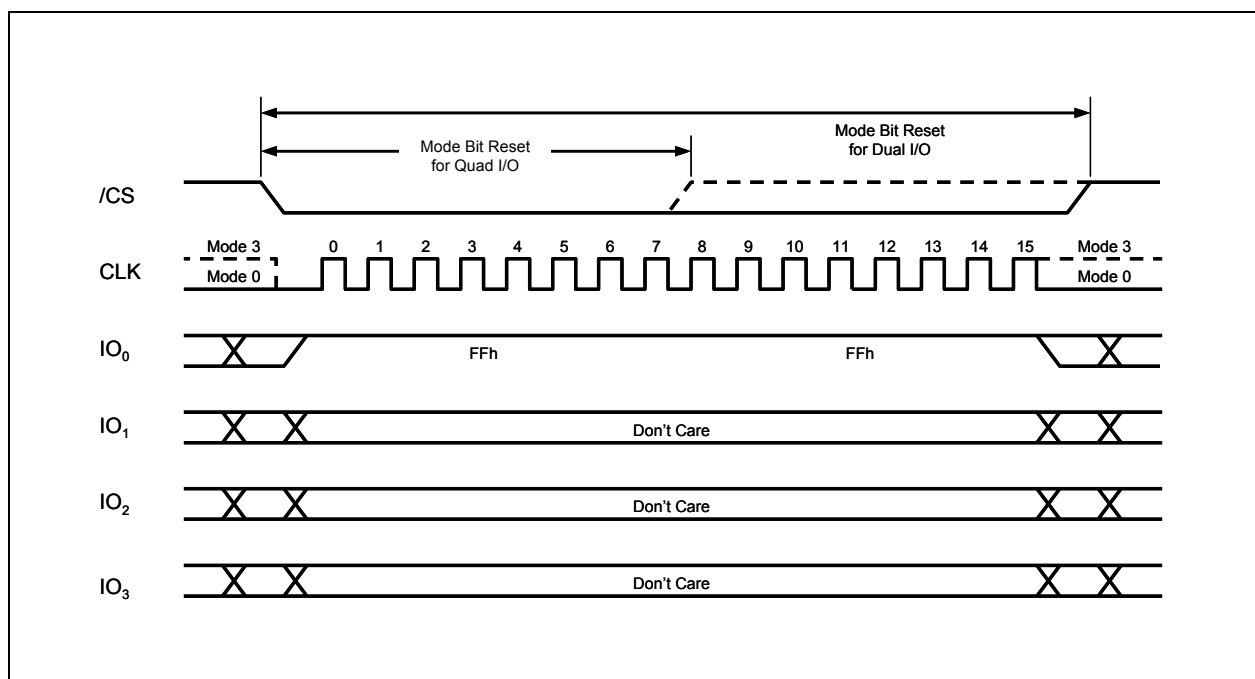 Mode Bit Reset
for Dual I/O
Mode Bit Reset
for Quad I/O
/CS
Mode 3 0 1 2 3 4 5 6 7 8 9 10 11 12 13 14 15 Mode 3
CLK Mode 0 Mode 0
IO0 FFh FFh
IO1 Don't Care
IO2 Don't Care
IO3 Don't Care